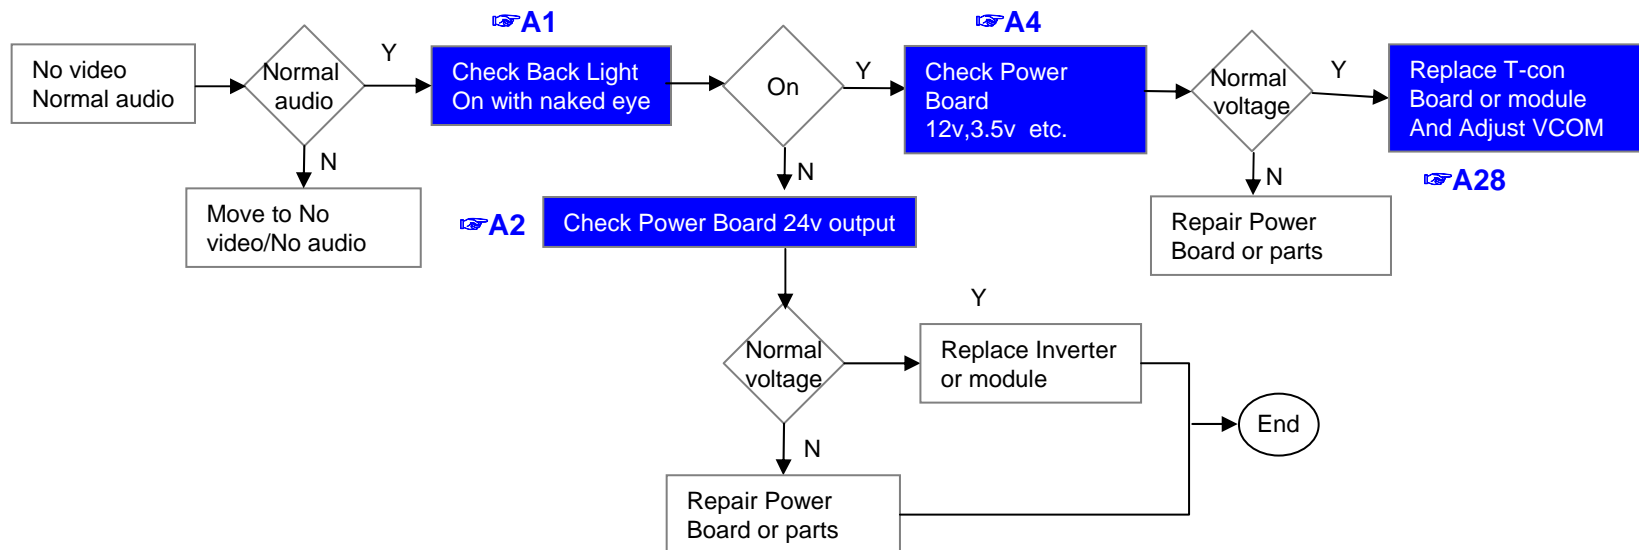 ☞A1
☞A4
No video
Normal audio
Normal
audio
Y
Check Back Light
On with naked eye
On
Y
Check Power
Board
12v,3.5v etc.
Normal
voltage
Y
Replace T-con
Board or module
And Adjust VCOM
N
N
N
☞A28
Move to No
video/No audio
☞A2
Check Power Board 24v output
Repair Power
Board or parts
Y
Normal
voltage
Replace Inverter
or module
End
N
Repair Power
Board or parts